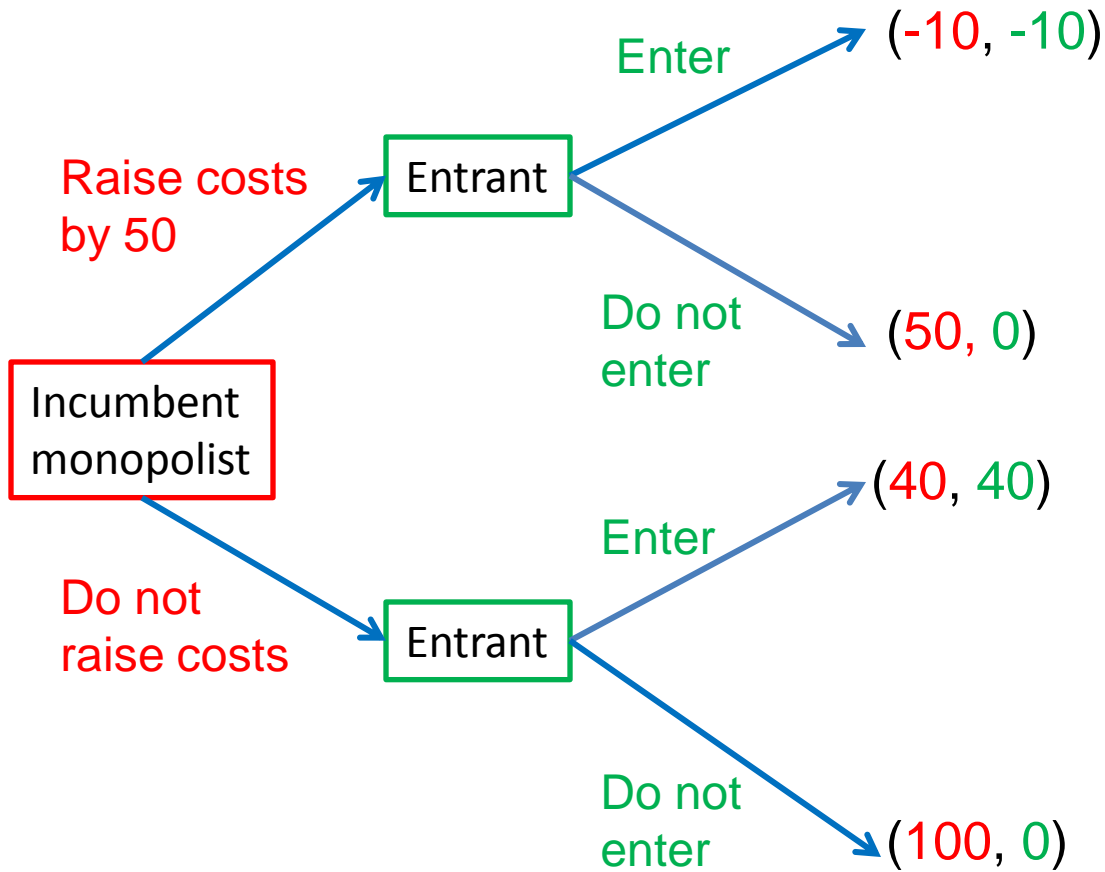 Enter
(-10, -10)
Raise costs
by 50
Entrant
Do not
enter
(50, 0)
Incumbent
monopolist
Enter
(40, 40)
Do not
raise costs
Entrant
Do not
enter
(100, 0)